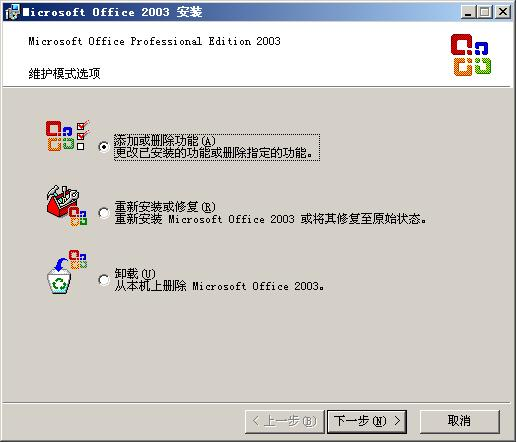 Microsoft Office 2003 安装
Microsoft Office Professional Edition 2003
维护模式选项
添加或删除功能(A)
更改已安装的功能或删除指定的功能。
重新安装或修复(R)
重新安装 Microsoft Office 2003 或将其修复至原始状态。
卸载(U)
从本机上删除 Microsoft Office 2003。
< 上一步(B)
下一步(N) >
取消